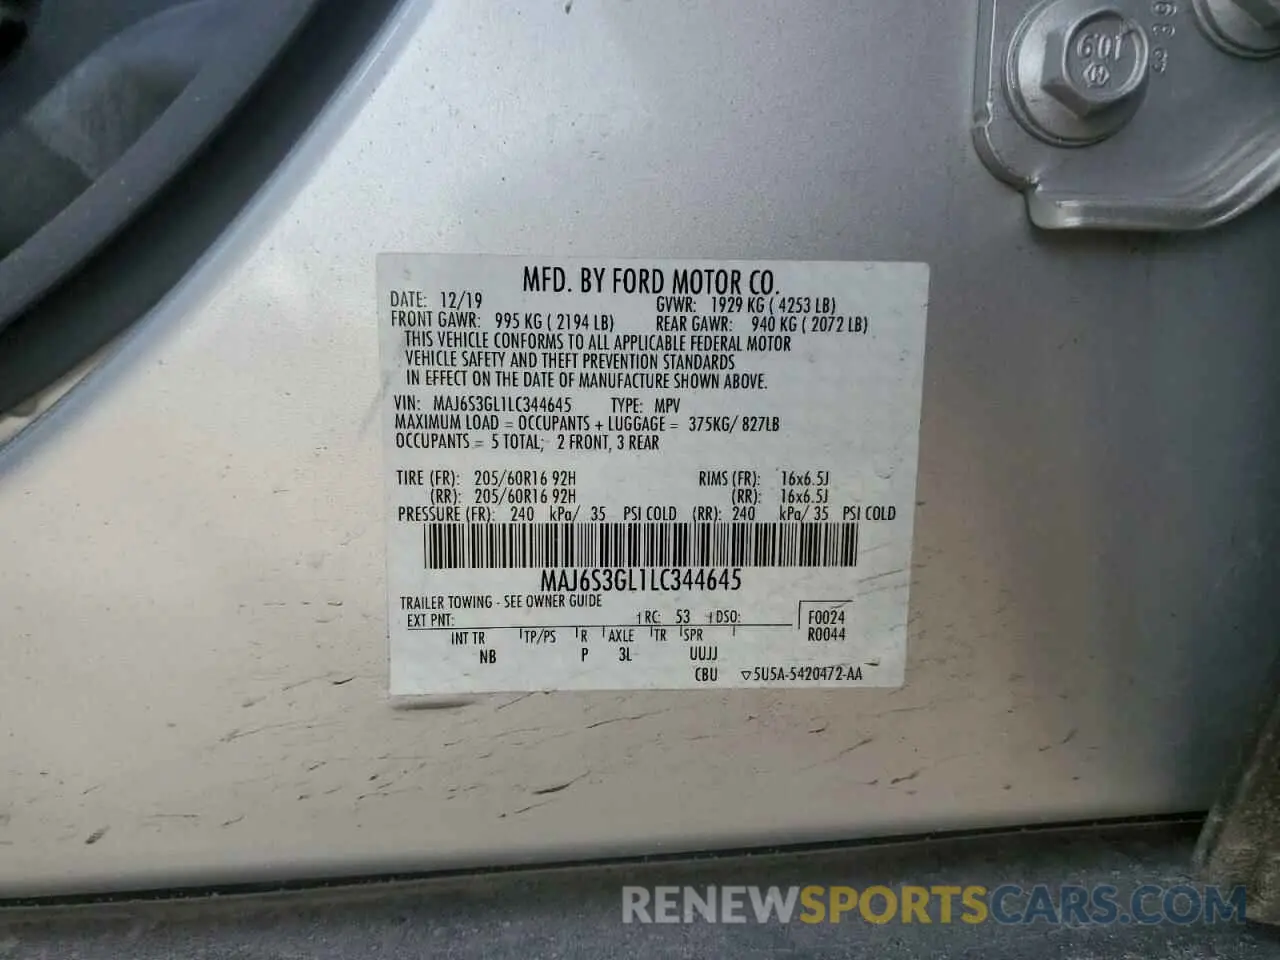 601
MFD. BY FORD MOTOR CO.
DATE: 12/19 GVWR: 1929 KG ( 4253 LB)
FRONT GAWR: 995 KG ( 2194 LB) REAR GAWR: 940 KG ( 2072 LB)
THIS VEHICLE CONFORMS TO ALL APPLICABLE FEDERAL MOTOR
VEHICLE SAFETY AND THEFT PREVENTION STANDARDS
IN EFFECT ON THE DATE OF MANUFACTURE SHOWN ABOVE.
VIN: MAJ6S3GL1LC344645 TYPE: MPV
MAXIMUM LOAD = OCCUPANTS + LUGGAGE = 375KG/ 827LB
OCCUPANTS = 5 TOTAL; 2 FRONT, 3 REAR
TIRE (FR): 205/60R16 92H RIMS (FR): 16x6.5J
(RR): 205/60R16 92H (RR): 16x6.5J
PRESSURE (FR): 240 kPa/ 35 PSI COLD (RR): 240 kPa/ 35 PSI COLD
MAJ6S3GL1LC344645
TRAILER TOWING - SEE OWNER GUIDE
EXT PNT: RC: 53 DSO: F0024
INT TR TP/PS R AXLE TR SPR R0044
NB P 3L UUJJ
CBU ▽5U5A-5420472-AA
RENEWSPORTSCARS.COM